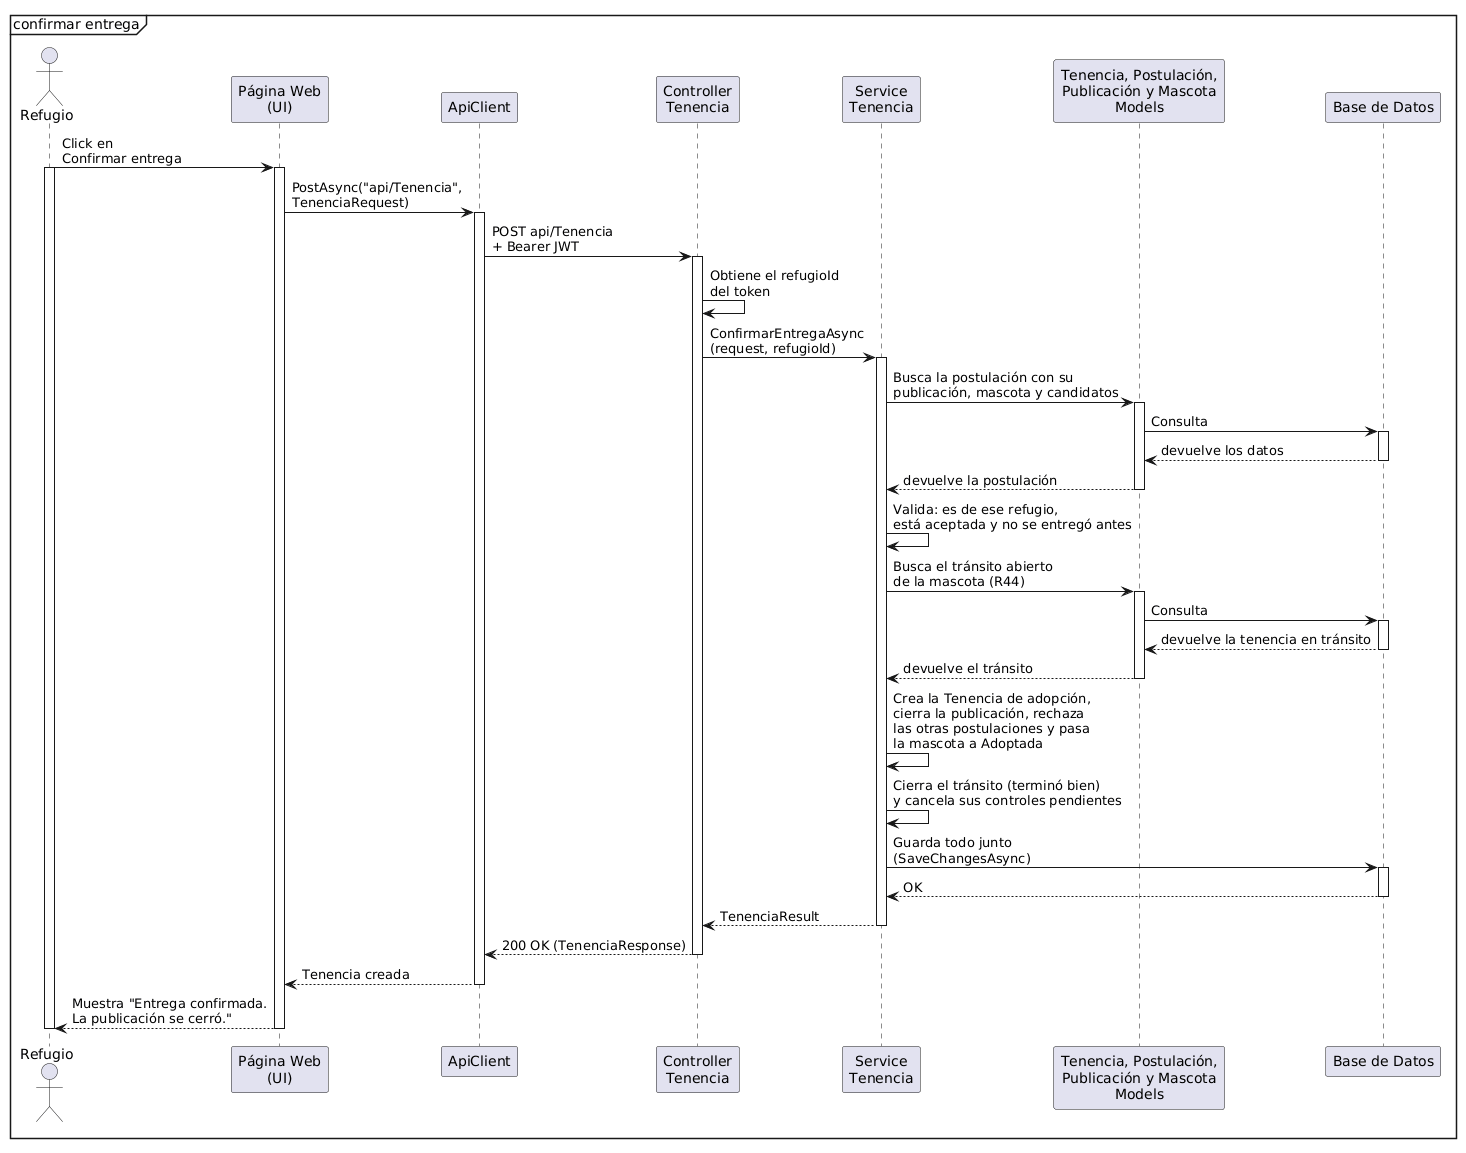 confirmar entrega
Refugio
Página Web
(UI)
ApiClient
Controller
Tenencia
Service
Tenencia
Tenencia, Postulación,
Publicación y Mascota
Models
Base de Datos
Click en
Confirmar entrega
PostAsync("api/Tenencia",
TenenciaRequest)
POST api/Tenencia
+ Bearer JWT
Obtiene el refugioId
del token
ConfirmarEntregaAsync
(request, refugioId)
Busca la postulación con su
publicación, mascota y candidatos
Consulta
devuelve los datos
devuelve la postulación
Valida: es de ese refugio,
está aceptada y no se entregó antes
Busca el tránsito abierto
de la mascota (R44)
Consulta
devuelve la tenencia en tránsito
devuelve el tránsito
Crea la Tenencia de adopción,
cierra la publicación, rechaza
las otras postulaciones y pasa
la mascota a Adoptada
Cierra el tránsito (terminó bien)
y cancela sus controles pendientes
Guarda todo junto
(SaveChangesAsync)
OK
TenenciaResult
200 OK (TenenciaResponse)
Tenencia creada
Muestra "Entrega confirmada.
La publicación se cerró."
Refugio
Página Web
(UI)
ApiClient
Controller
Tenencia
Service
Tenencia
Tenencia, Postulación,
Publicación y Mascota
Models
Base de Datos